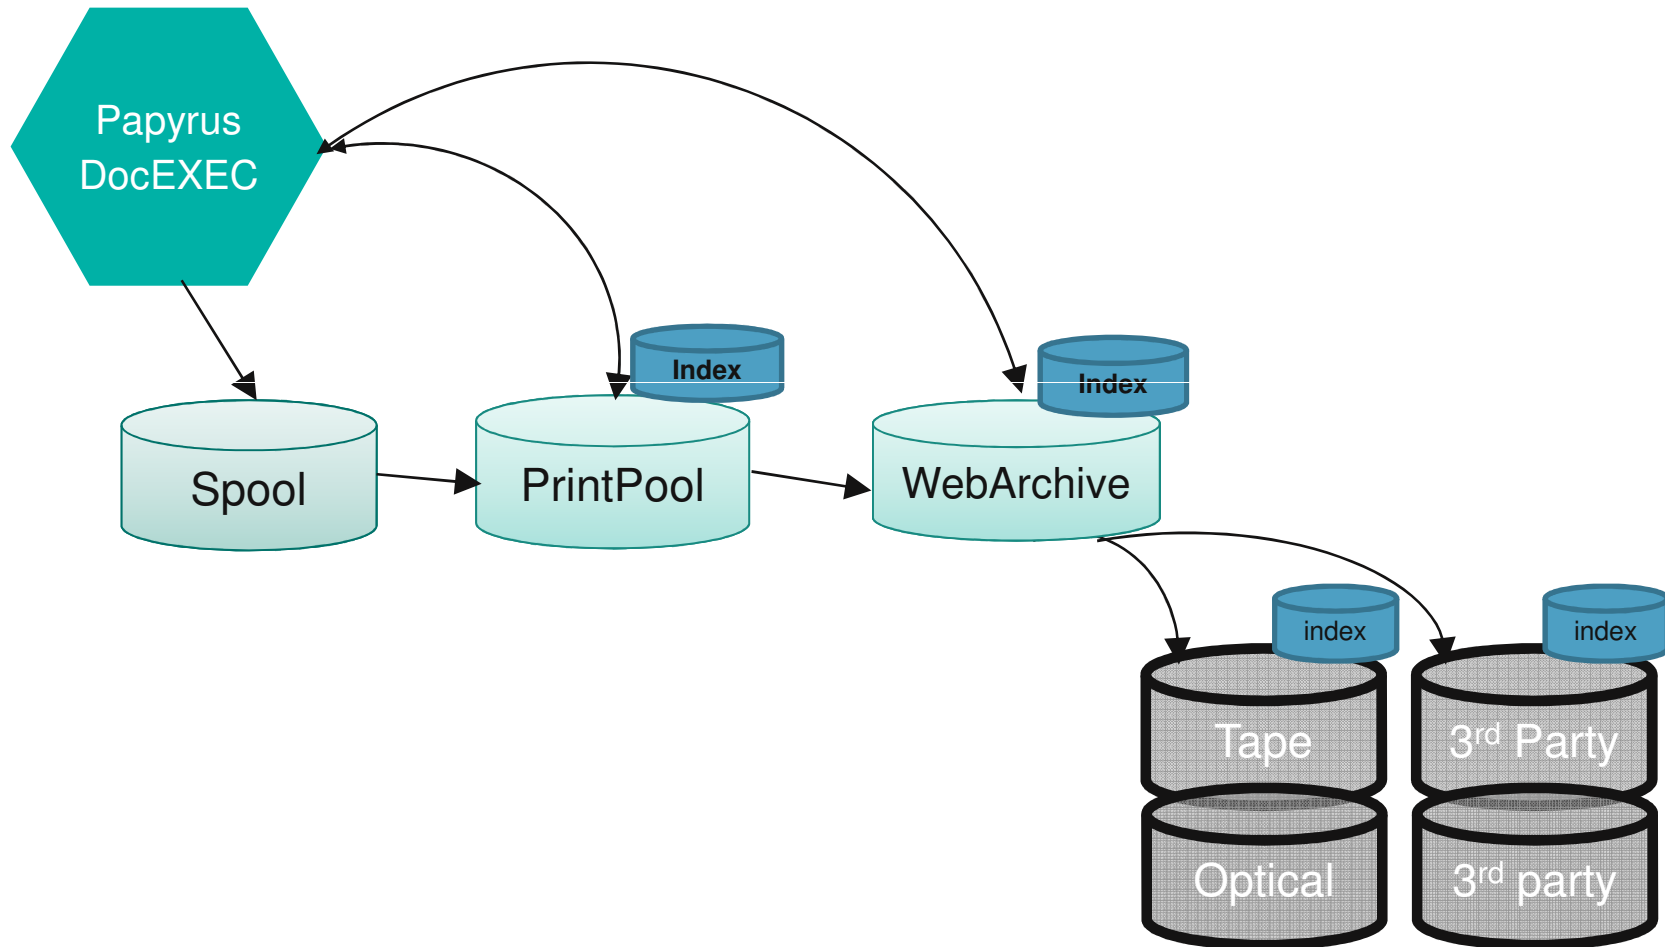 Papyrus
DocEXEC
Index
Index
Spool
PrintPool
WebArchive
index
index
Tape
3rd Party
Optical
3rd party